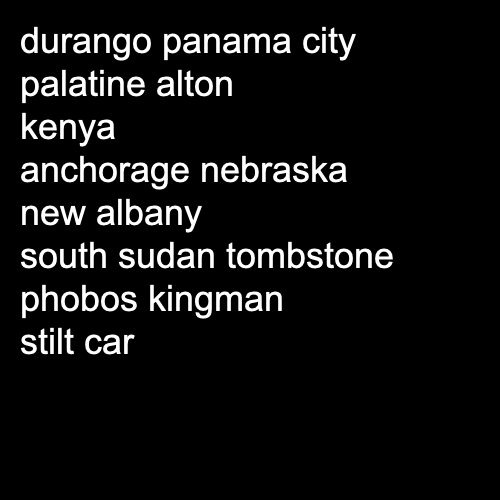 durango panama city
palatine alton
kenya
anchorage nebraska
new albany
south sudan tombstone
phobos kingman
stilt car